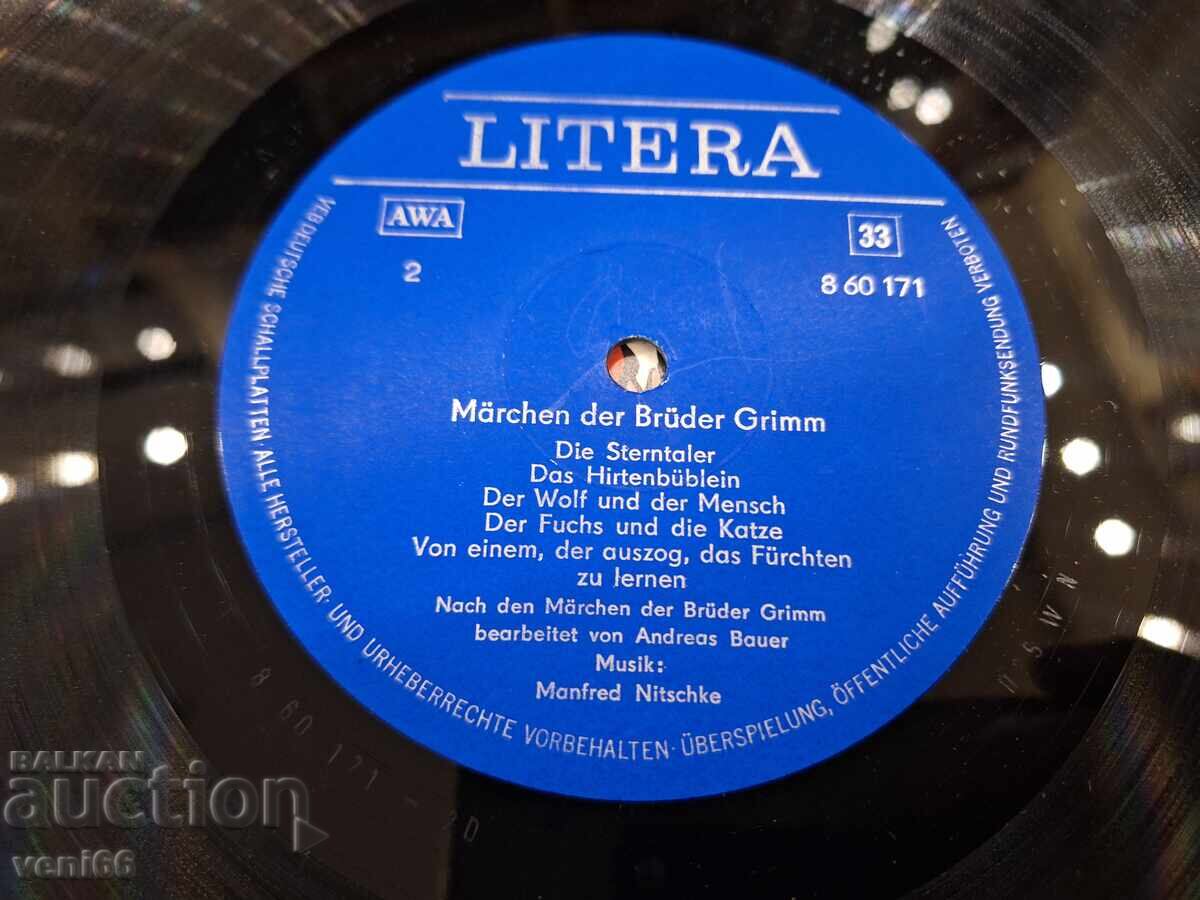 LITERA
AWA
33
2
8 60 171
Märchen der Brüder Grimm
Die Sterntaler
Das Hirtenbüblein
Der Wolf und der Mensch
Der Fuchs und die Katze
Von einem, der auszog, das Fürchten
zu lernen
Nach den Märchen der Brüder Grimm
bearbeitet von Andreas Bauer
Musik:
Manfred Nitschke
VEB DEUTSCHE SCHALLPLATTEN · ALLE HERSTELLER- UND URHEBERRECHTE VORBEHALTEN · ÜBERSPIELUNG, ÖFFENTLICHE AUFFÜHRUNG UND RUNDFUNKSENDUNG VERBOTEN
BALKAN
auction
veni66